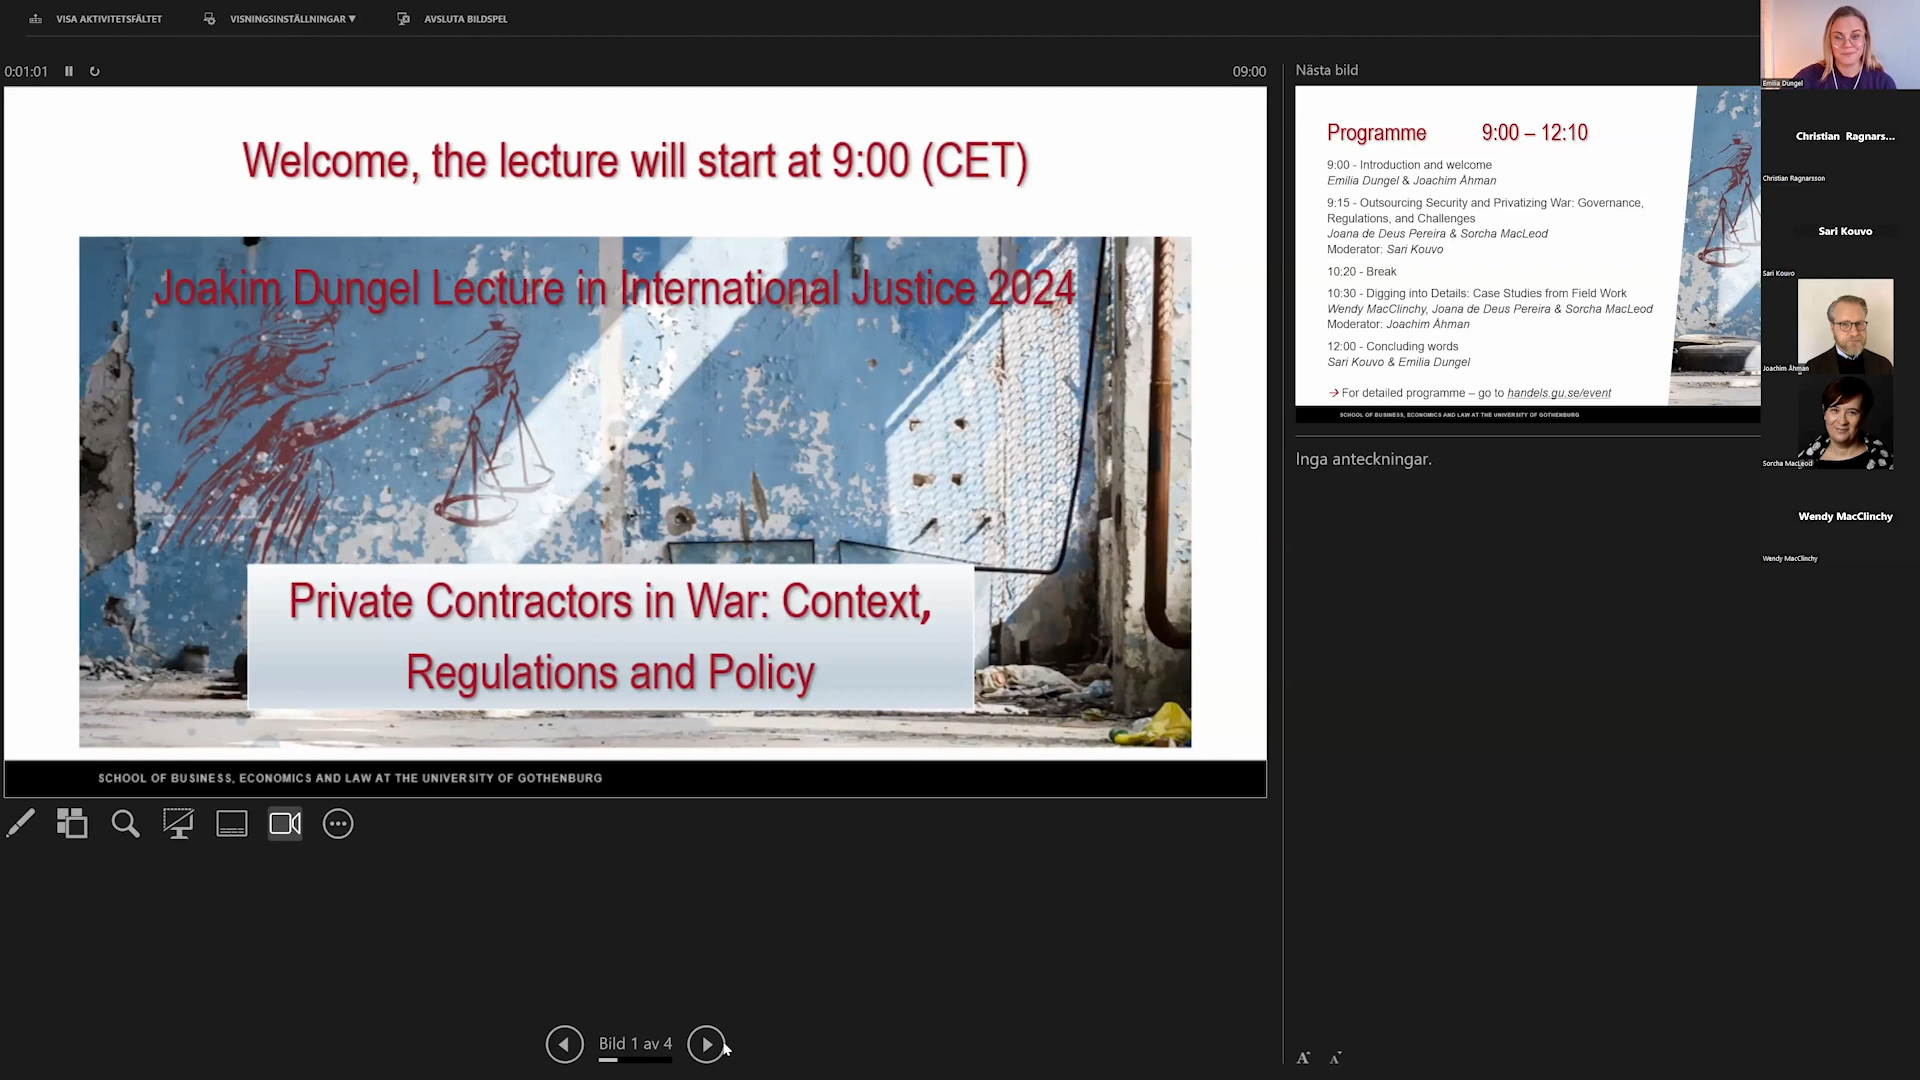 VISA AKTIVITETSFÄLTET
VISNINGSINSTÄLLNINGAR ▼
AVSLUTA BILDSPEL
0:01:01
09:00
Welcome, the lecture will start at 9:00 (CET)
Joakim Dungel Lecture in International Justice 2024
Private Contractors in War: Context,
Regulations and Policy
SCHOOL OF BUSINESS, ECONOMICS AND LAW AT THE UNIVERSITY OF GOTHENBURG
Bild 1 av 4
Nästa bild
Programme 9:00 – 12:10
9:00 - Introduction and welcome
Emilia Dungel & Joachim Åhman
9:15 - Outsourcing Security and Privatizing War: Governance,
Regulations, and Challenges
Joana de Deus Pereira & Sorcha MacLeod
Moderator: Sari Kouvo
10:20 - Break
10:30 - Digging into Details: Case Studies from Field Work
Wendy MacClinchy, Joana de Deus Pereira & Sorcha MacLeod
Moderator: Joachim Åhman
12:00 - Concluding words
Sari Kouvo & Emilia Dungel
→ For detailed programme – go to handels.gu.se/event
SCHOOL OF BUSINESS, ECONOMICS AND LAW AT THE UNIVERSITY OF GOTHENBURG
Inga anteckningar.
A A
Emilia Dungel
Christian Ragnars...
Christian Ragnarsson
Sari Kouvo
Sari Kouvo
Joachim Åhman
Sorcha MacLeod
Wendy MacClinchy
Wendy MacClinchy